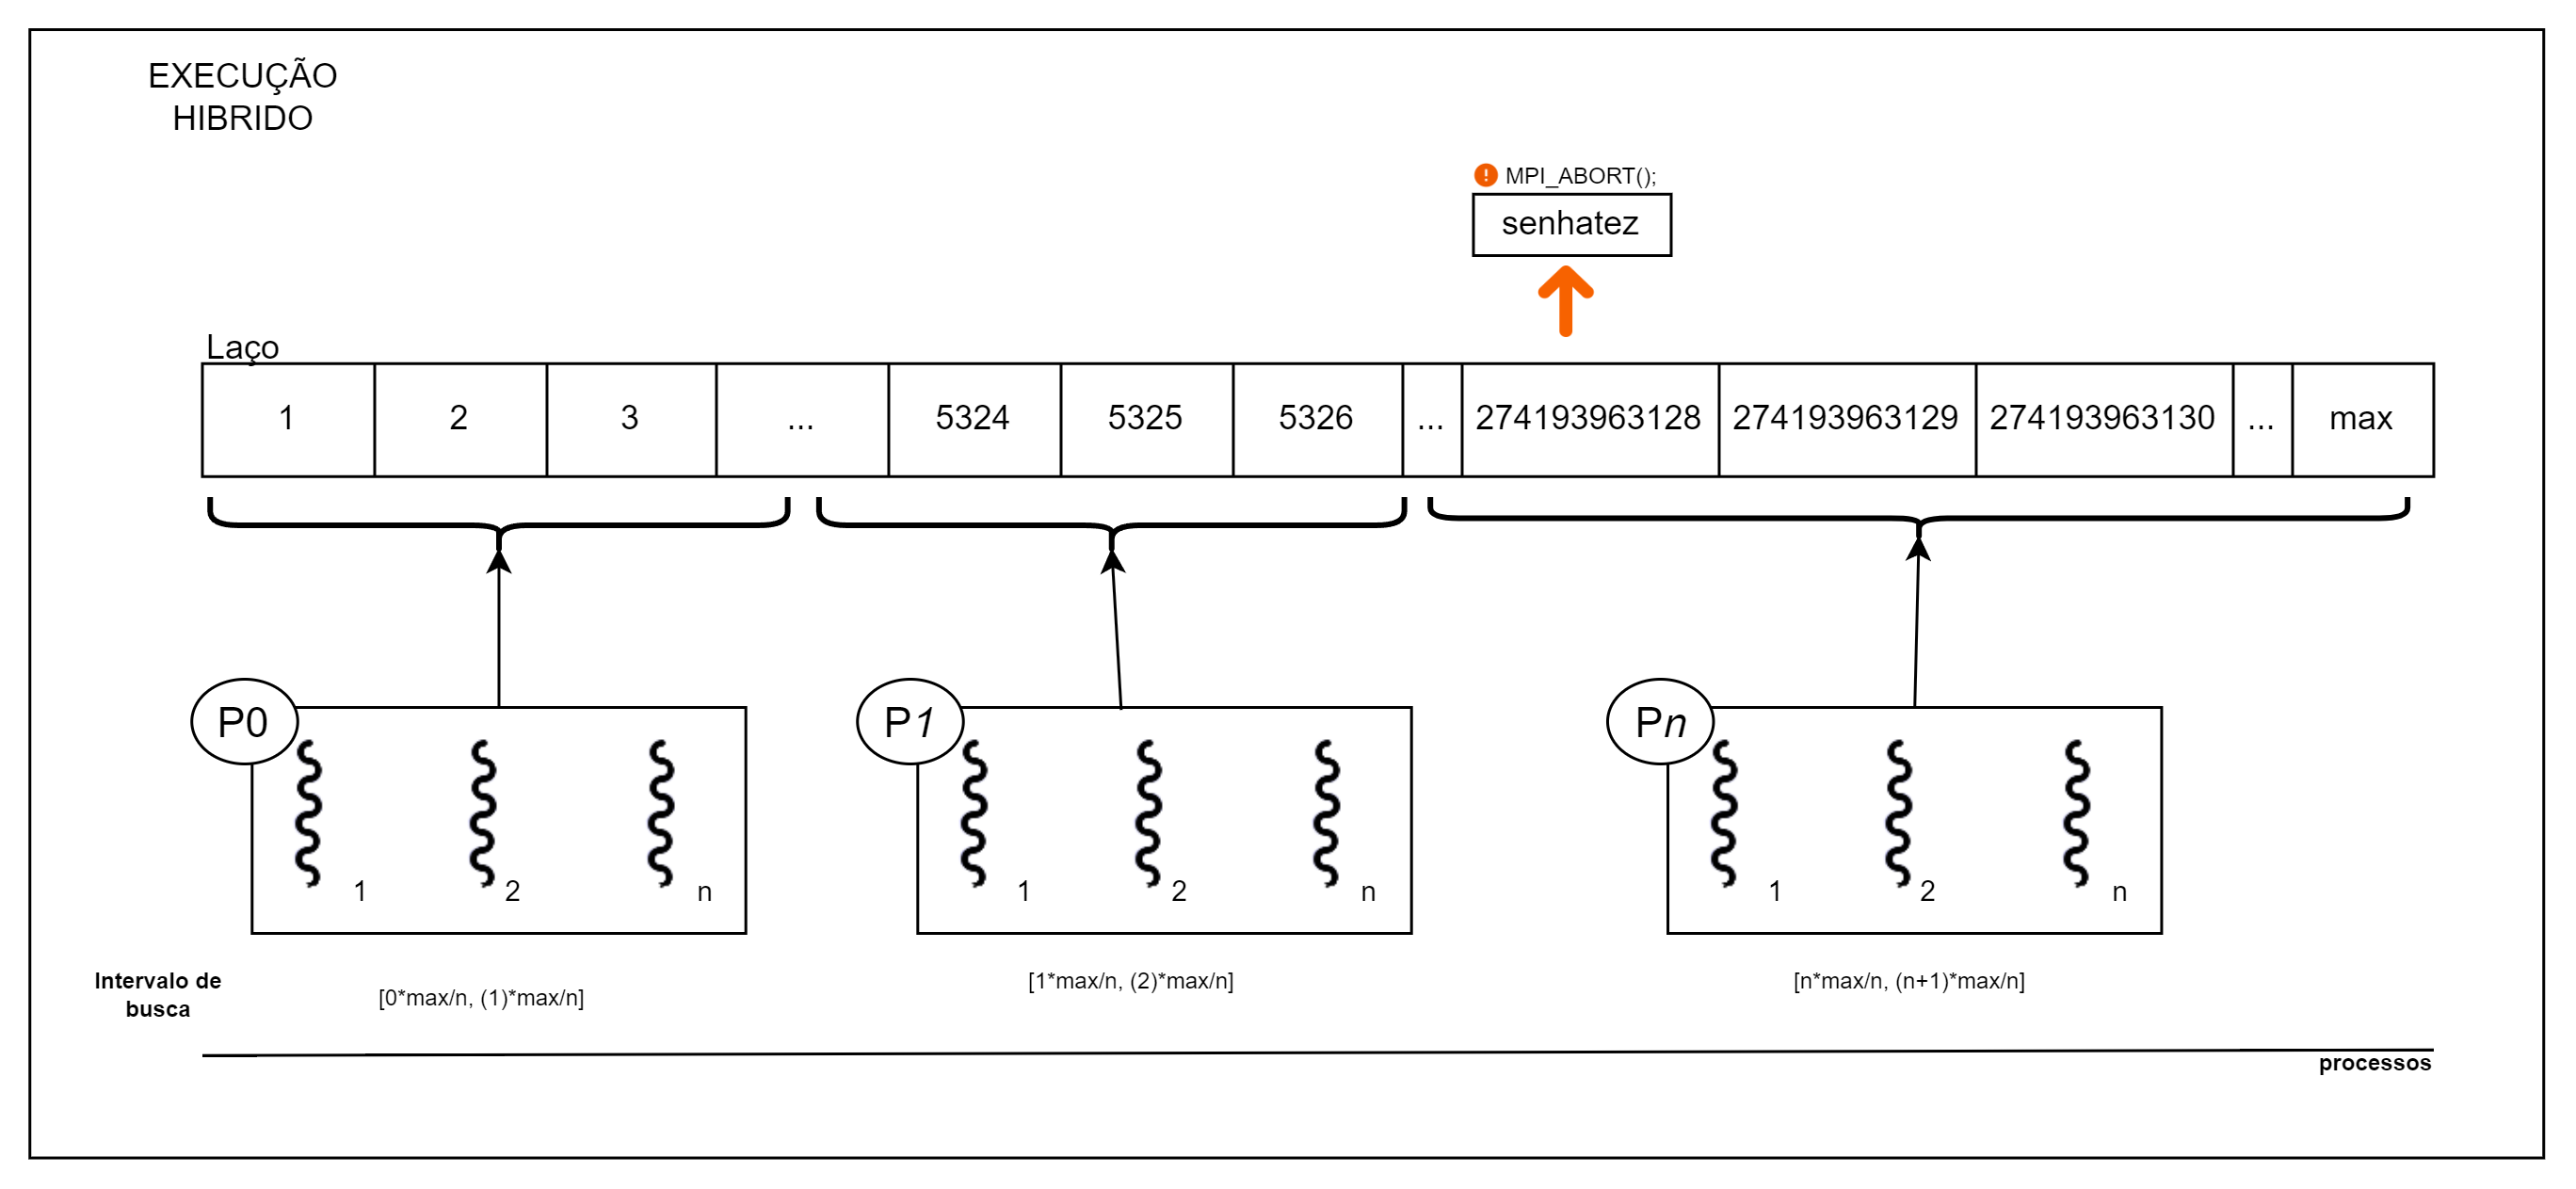 EXECUÇÃO
HIBRIDO
MPI_ABORT();
senhatez
Laço
1 2 3 ... 5324 5325 5326 ... 274193963128 274193963129 274193963130 ... max
P0 P1 Pn
1 2 n 1 2 n 1 2 n
Intervalo de
busca
[0*max/n, (1)*max/n] [1*max/n, (2)*max/n] [n*max/n, (n+1)*max/n]
processos